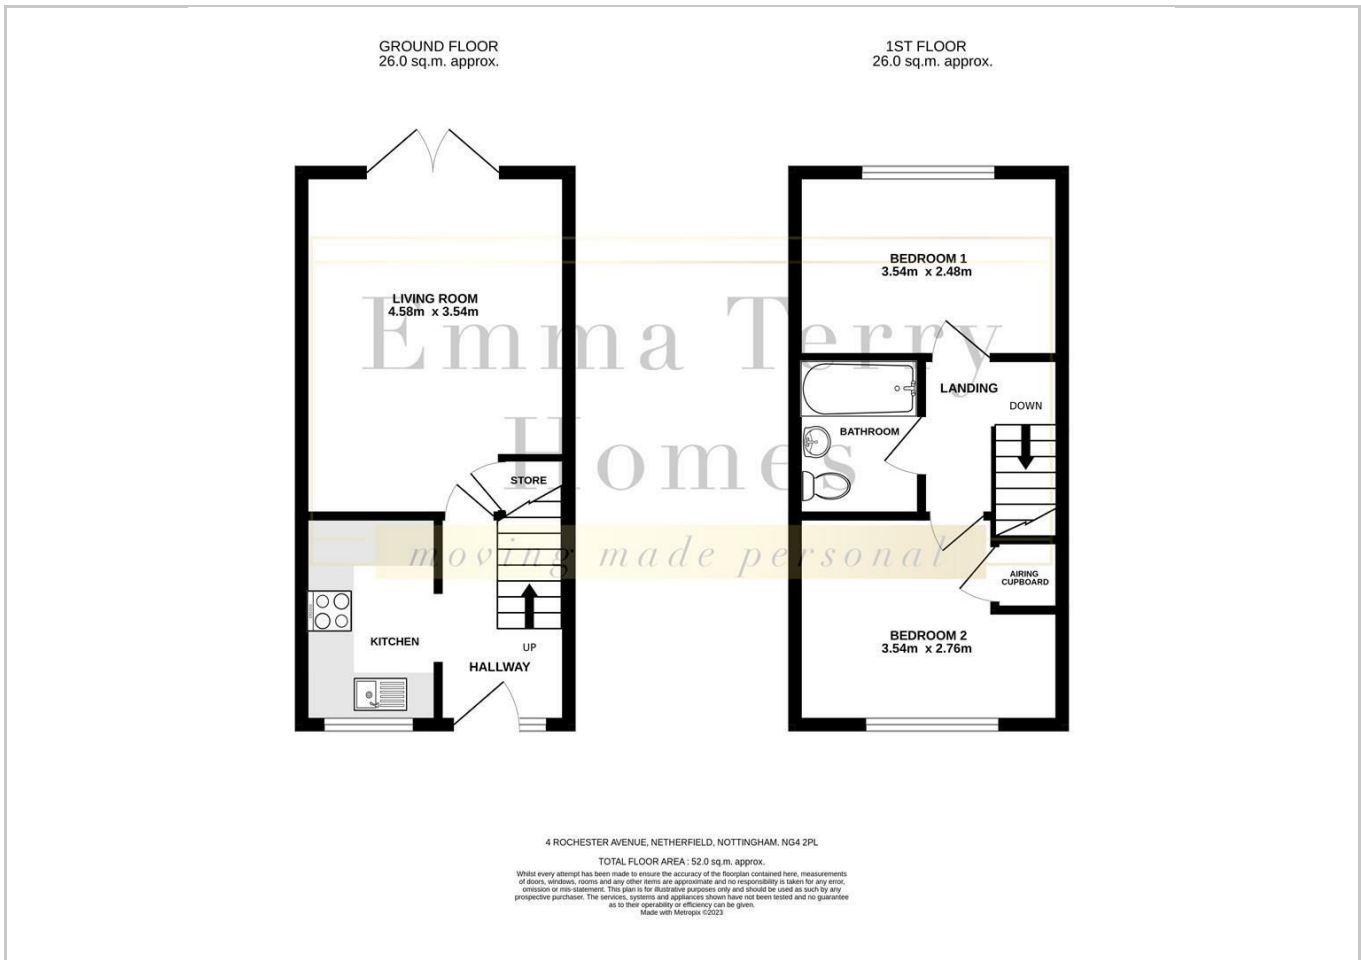 GROUND FLOOR
26.0 sq.m. approx.
1ST FLOOR
26.0 sq.m. approx.
LIVING ROOM
4.58m x 3.54m
STORE
KITCHEN
UP
HALLWAY
BEDROOM 1
3.54m x 2.48m
LANDING
DOWN
BATHROOM
AIRING
CUPBOARD
BEDROOM 2
3.54m x 2.76m
Emma Terry
Homes
moving made personal
4 ROCHESTER AVENUE, NETHERFIELD, NOTTINGHAM. NG4 2PL
TOTAL FLOOR AREA : 52.0 sq.m. approx.
Whilst every attempt has been made to ensure the accuracy of the floorplan contained here, measurements
of doors, windows, rooms and any other items are approximate and no responsibility is taken for any error,
omission or mis-statement. This plan is for illustrative purposes only and should be used as such by any
prospective purchaser. The services, systems and appliances shown have not been tested and no guarantee
as to their operability or efficiency can be given.
Made with Metropix ©2023